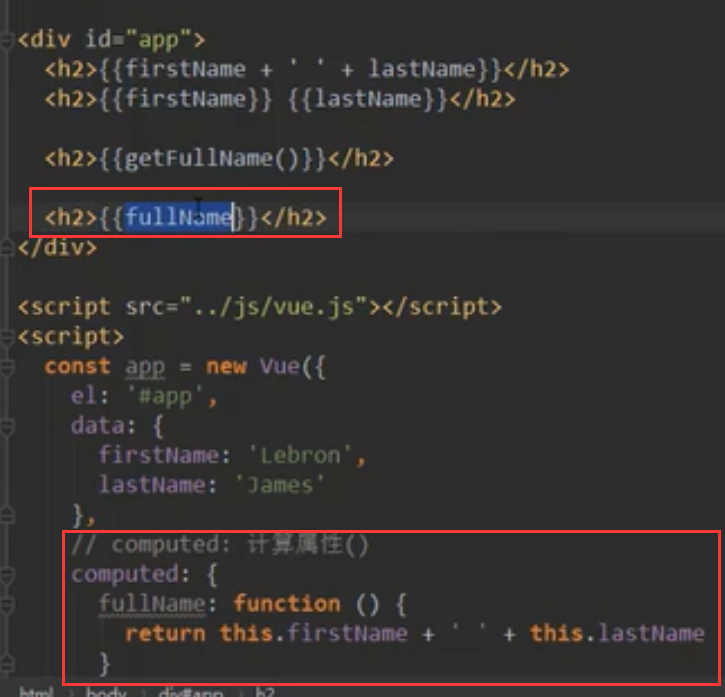 <div id="app">
<h2>{{firstName + ' ' + lastName}}</h2>
<h2>{{firstName}} {{lastName}}</h2>
<h2>{{getFullName()}}</h2>
<h2>{{fullName}}</h2>
</div>
<script src="../js/vue.js"></script>
<script>
const app = new Vue({
el: '#app',
data: {
firstName: 'Lebron',
lastName: 'James'
},
// computed: 计算属性()
computed: {
fullName: function () {
return this.firstName + ' ' + this.lastName
}
html › body › div#app › h2